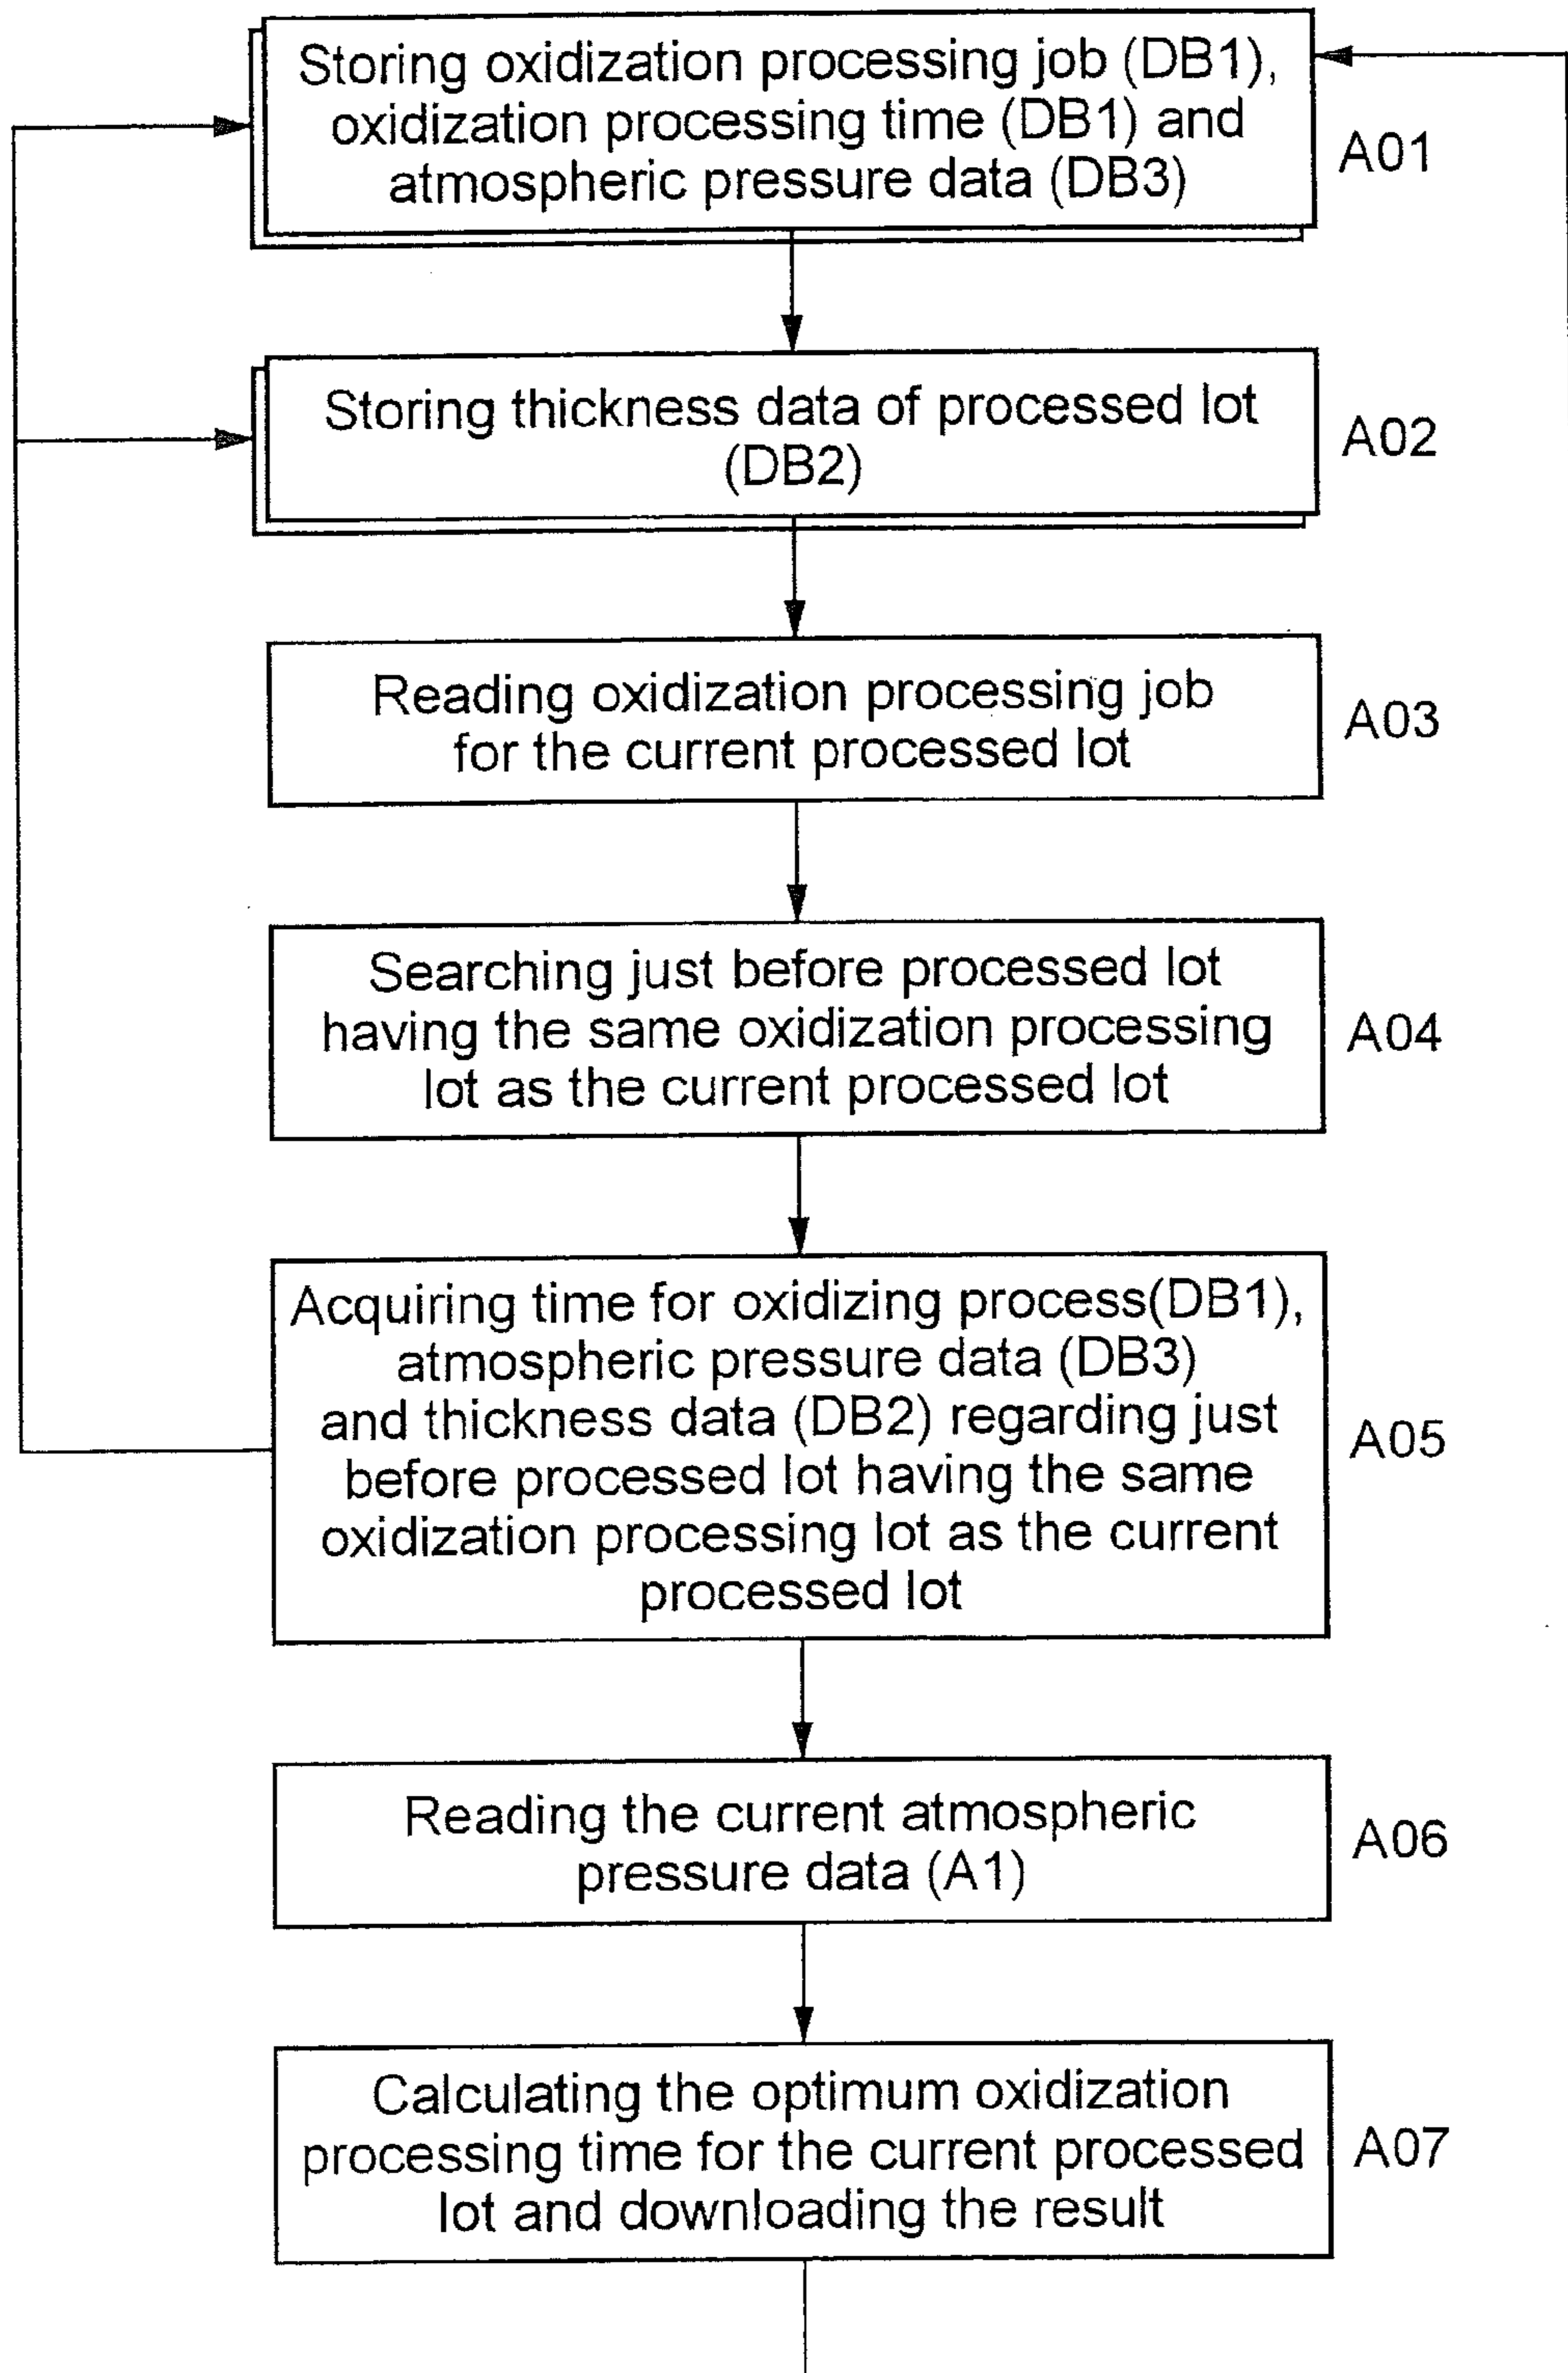 Storing oxidization processing job (DB1),
oxidization processing time (DB1) and
atmospheric pressure data (DB3)
A01
Storing thickness data of processed lot
(DB2)
A02
Reading oxidization processing job
for the current processed lot
A03
Searching just before processed lot
having the same oxidization processing
lot as the current processed lot
A04
Acquiring time for oxidizing process(DB1),
atmospheric pressure data (DB3)
and thickness data (DB2) regarding just
before processed lot having the same
oxidization processing lot as the current
processed lot
A05
Reading the current atmospheric
pressure data (A1)
A06
Calculating the optimum oxidization
processing time for the current processed
lot and downloading the result
A07